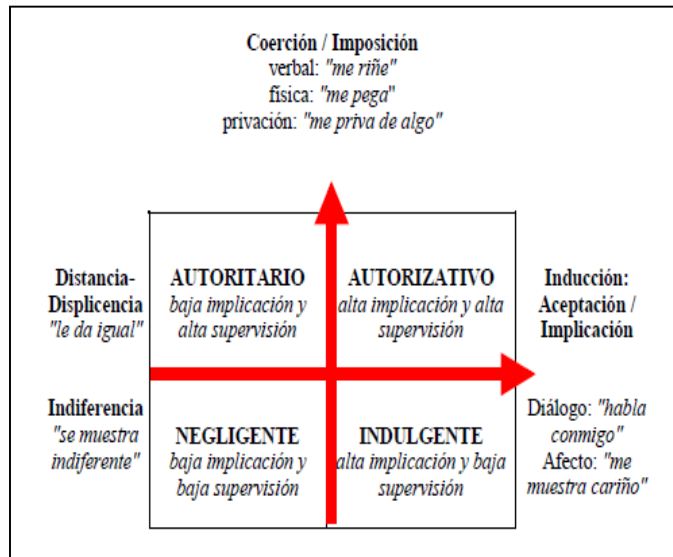 Coerción / Imposición
verbal: "me riñe"
física: "me pega"
privación: "me priva de algo"
Distancia-
Displicencia
"le da igual"
AUTORITARIO
baja implicación y
alta supervisión
AUTORIZATIVO
alta implicación y alta
supervisión
Inducción:
Aceptación /
Implicación
Indiferencia
"se muestra
indiferente"
NEGLIGENTE
baja implicación y
baja supervisión
INDULGENTE
alta implicación y baja
supervisión
Diálogo: "habla
conmigo"
Afecto: "me
muestra cariño"